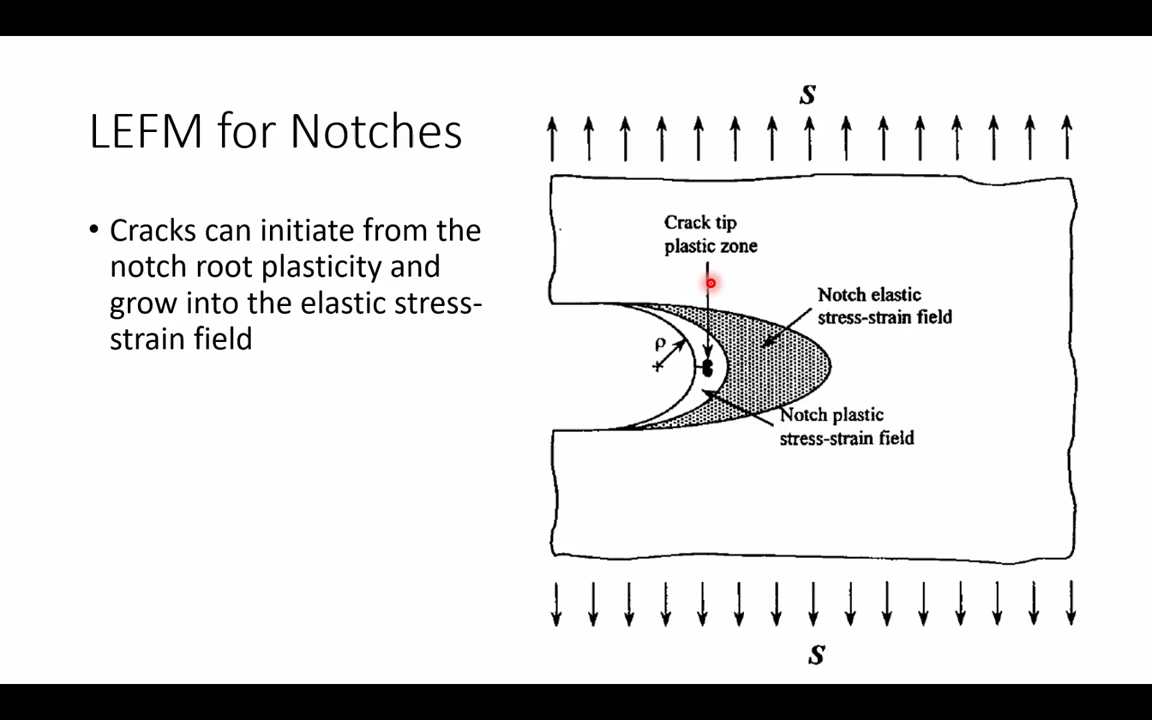 LEFM for Notches
• Cracks can initiate from the
notch root plasticity and
grow into the elastic stress-
strain field
S
Crack tip
plastic zone
Notch elastic
stress-strain field
ρ
Notch plastic
stress-strain field
S